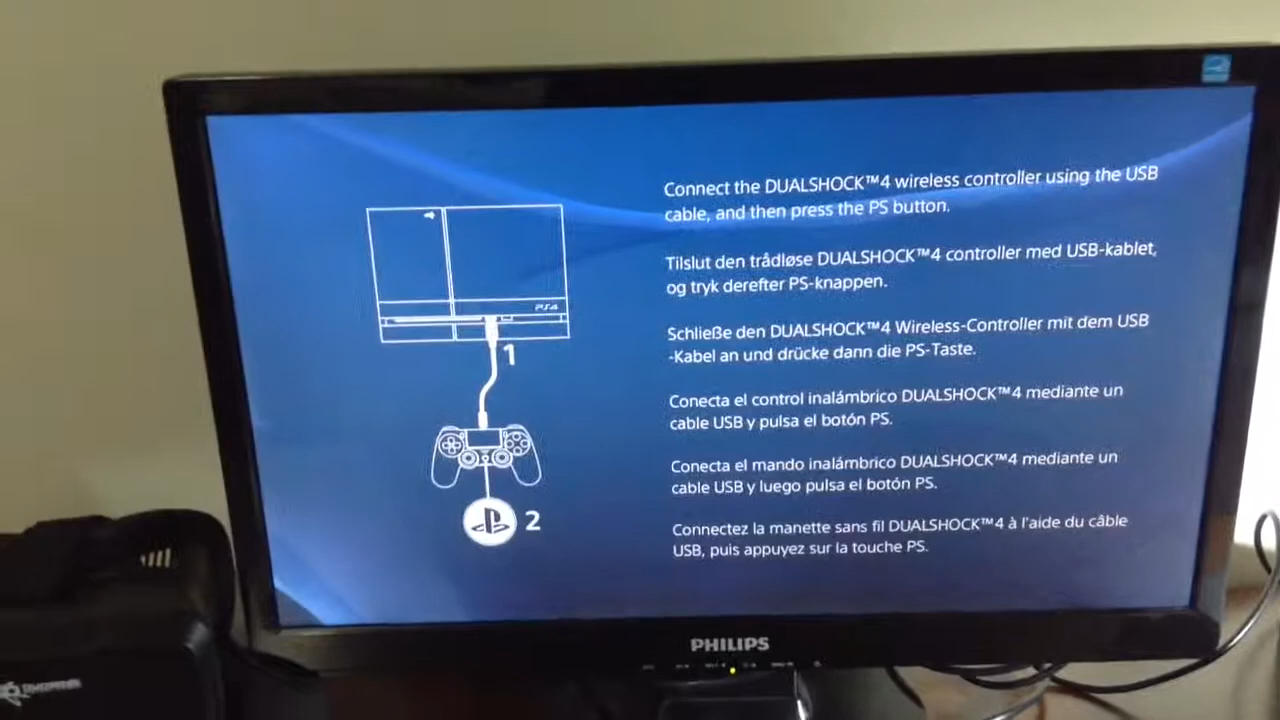 Connect the DUALSHOCK™4 wireless controller using the USB
cable, and then press the PS button.
Tilslut den trådløse DUALSHOCK™4 controller med USB-kablet,
og tryk derefter PS-knappen.
Schließe den DUALSHOCK™4 Wireless-Controller mit dem USB
-Kabel an und drücke dann die PS-Taste.
Conecta el control inalámbrico DUALSHOCK™4 mediante un
cable USB y pulsa el botón PS.
Conecta el mando inalámbrico DUALSHOCK™4 mediante un
cable USB y luego pulsa el botón PS.
Connectez la manette sans fil DUALSHOCK™4 à l'aide du câble
USB, puis appuyez sur la touche PS.
PS4
1
2
PHILIPS